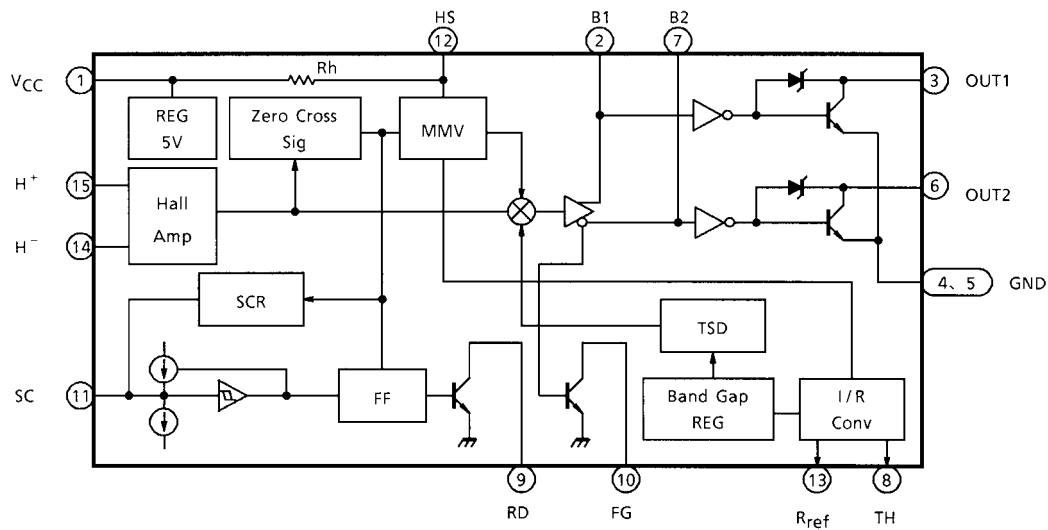 HS B1 B2
12 2 7
VCC 1 Rh 3 OUT1
REG
5V
Zero Cross
Sig
MMV
H+ 15
Hall
Amp
H− 14
6 OUT2
SCR
4、5 GND
TSD
SC 11
FF
Band Gap
REG
I/R
Conv
9 10 13 8
RD FG Rref TH